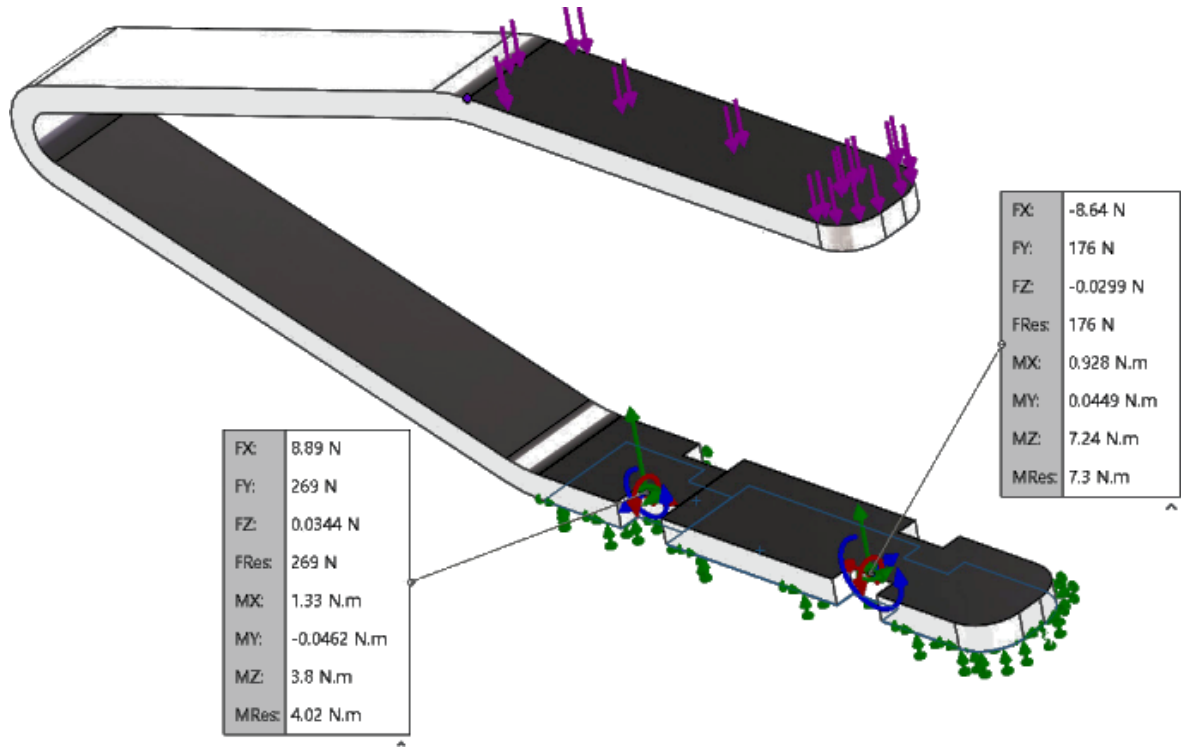 FX: -8.64 N
FY: 176 N
FZ: -0.0299 N
FRes: 176 N
MX: 0.928 N.m
MY: 0.0449 N.m
MZ: 7.24 N.m
MRes: 7.3 N.m
FX: 8.89 N
FY: 269 N
FZ: 0.0344 N
FRes: 269 N
MX: 1.33 N.m
MY: -0.0462 N.m
MZ: 3.8 N.m
MRes: 4.02 N.m